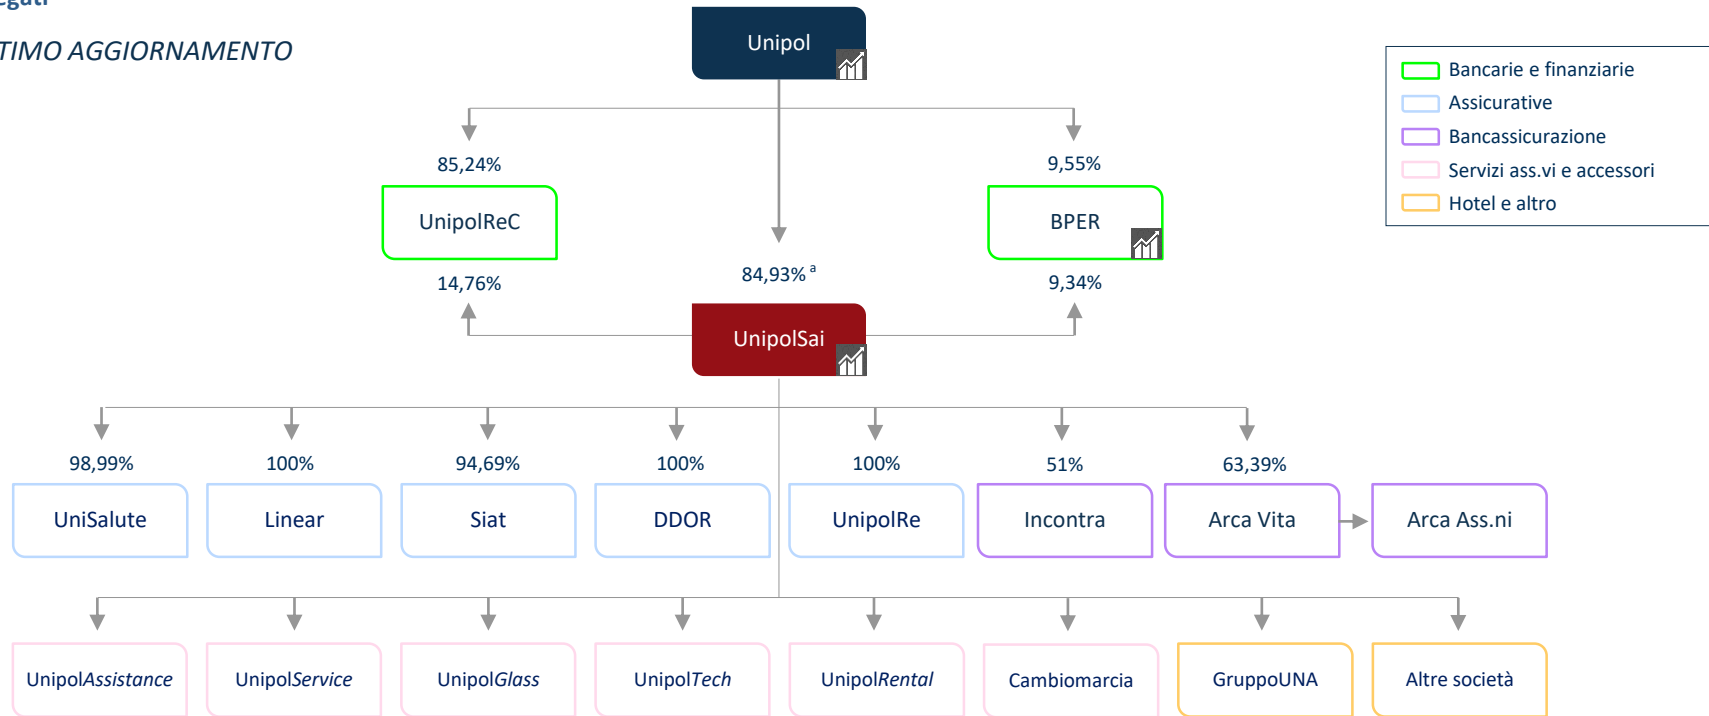 Unipol
TIMO AGGIORNAMENTO
Bancarie e finanziarie
Assicurative
Bancassicurazione
Servizi ass.vi e accessori
Hotel e altro
85,24%
9,55%
UnipolReC
BPER
14,76%
84,93% a
9,34%
UnipolSai
98,99%
100%
94,69%
100%
100%
51%
63,39%
UniSalute
Linear
Siat
DDOR
UnipolRe
Incontra
Arca Vita
Arca Ass.ni
UnipolAssistance
UnipolService
UnipolGlass
UnipolTech
UnipolRental
Cambiomarcia
GruppoUNA
Altre società